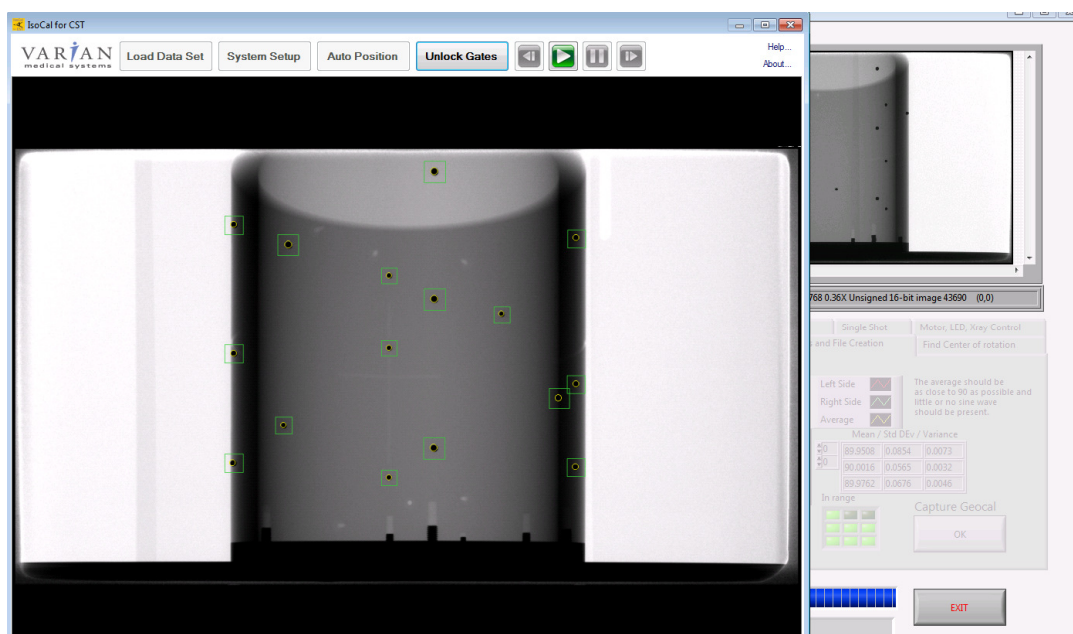 IsoCal for CST
VARIAN
medical systems
Load Data Set
System Setup
Auto Position
Unlock Gates
Help...
About...
768 0.36X Unsigned 16-bit image 43690 (0,0)
Single Shot
Motor, LED, Xray Control
and File Creation
Find Center of rotation
Left Side
Right Side
Average
The average should be
as close to 90 as possible and
little or no sine wave
should be present.
Mean / Std DEv / Variance
0 89.9508 0.0854 0.0073
0 90.0016 0.0565 0.0032
89.9762 0.0676 0.0046
In range
Capture Geocal
OK
EXIT